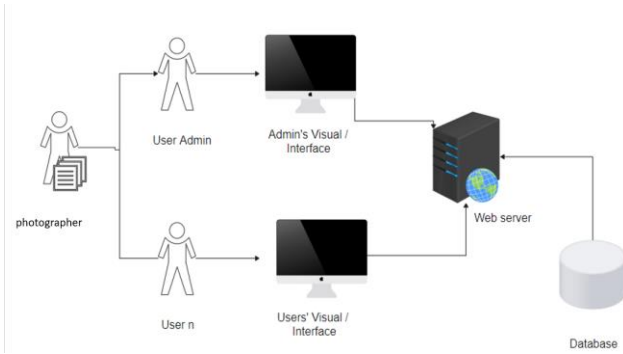 User Admin
Admin's Visual /
Interface
photographer
Web server
User n
Users' Visual /
Interface
Database